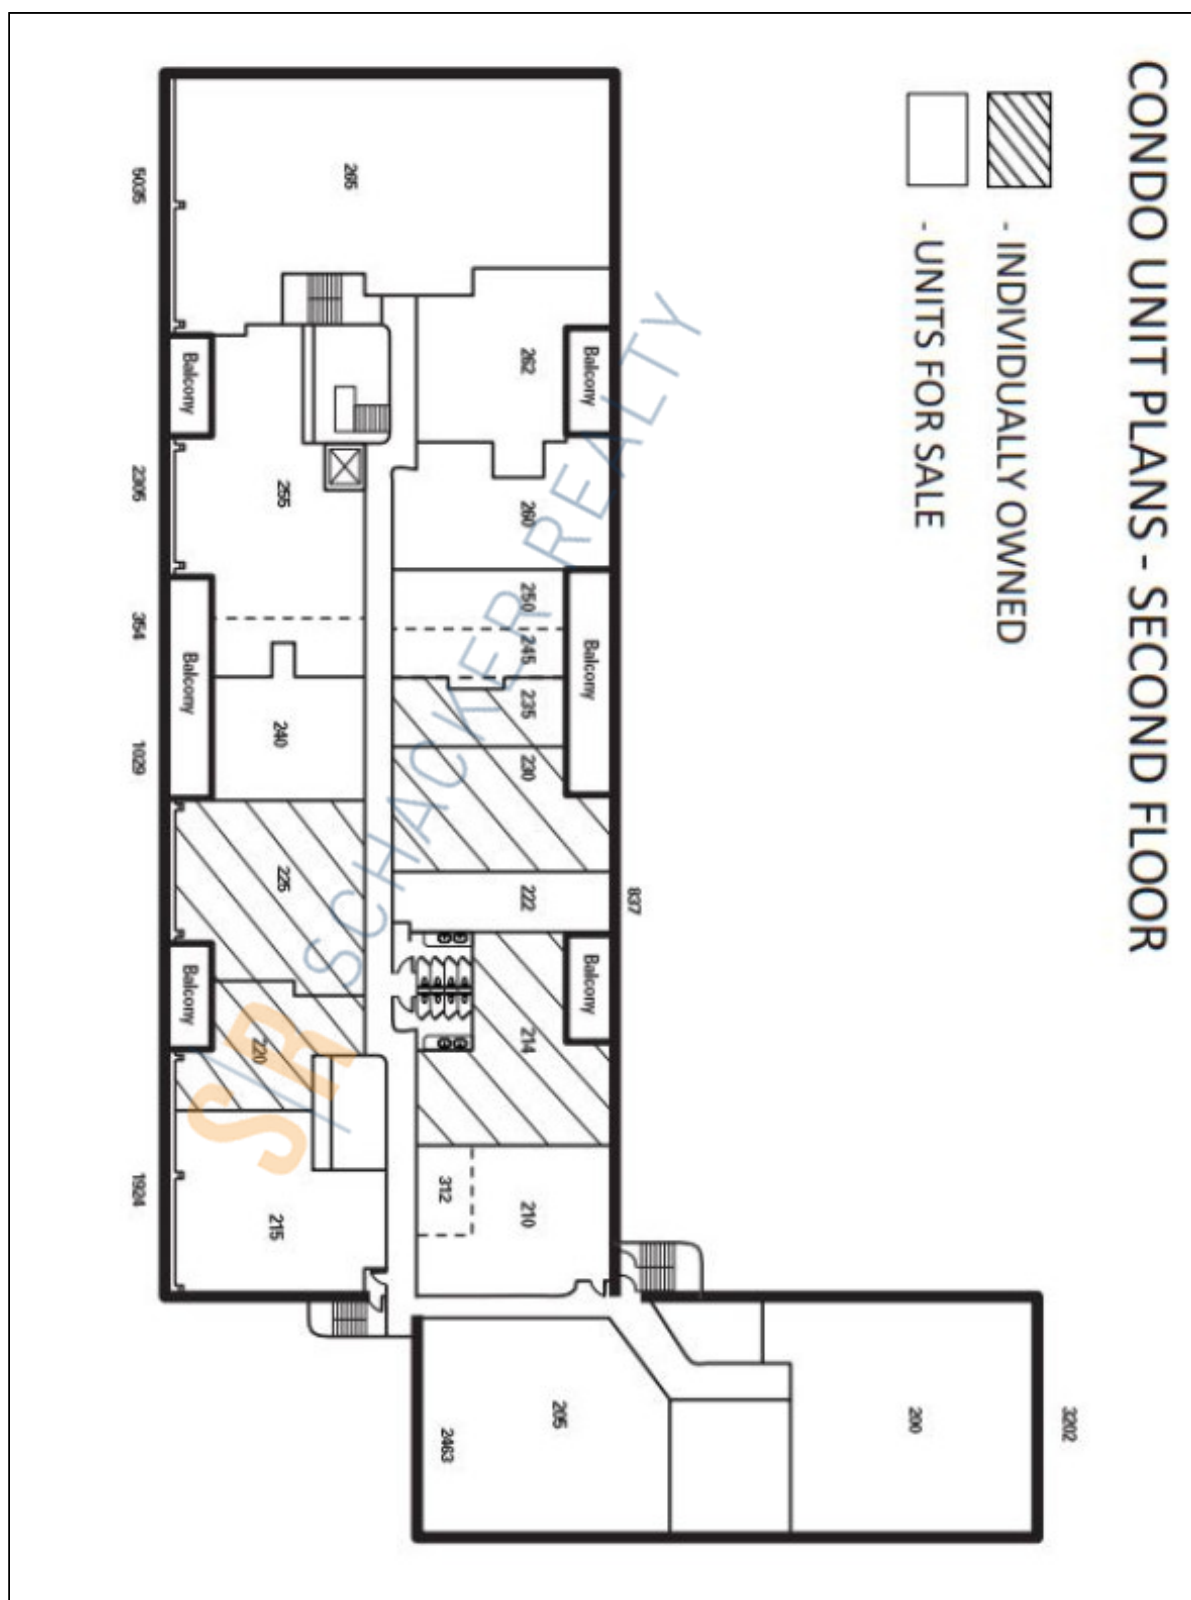 CONDO UNIT PLANS - SECOND FLOOR
- INDIVIDUALLY OWNED
- UNITS FOR SALE
3202
200
205
2463
837
Balcony
Balcony
Balcony
262
260
250
245
235
230
222
214
210
312
265
255
240
225
220
215
Balcony
Balcony
Balcony
5035
2305
354
1029
1924
SCHACKER REALTY
S/R